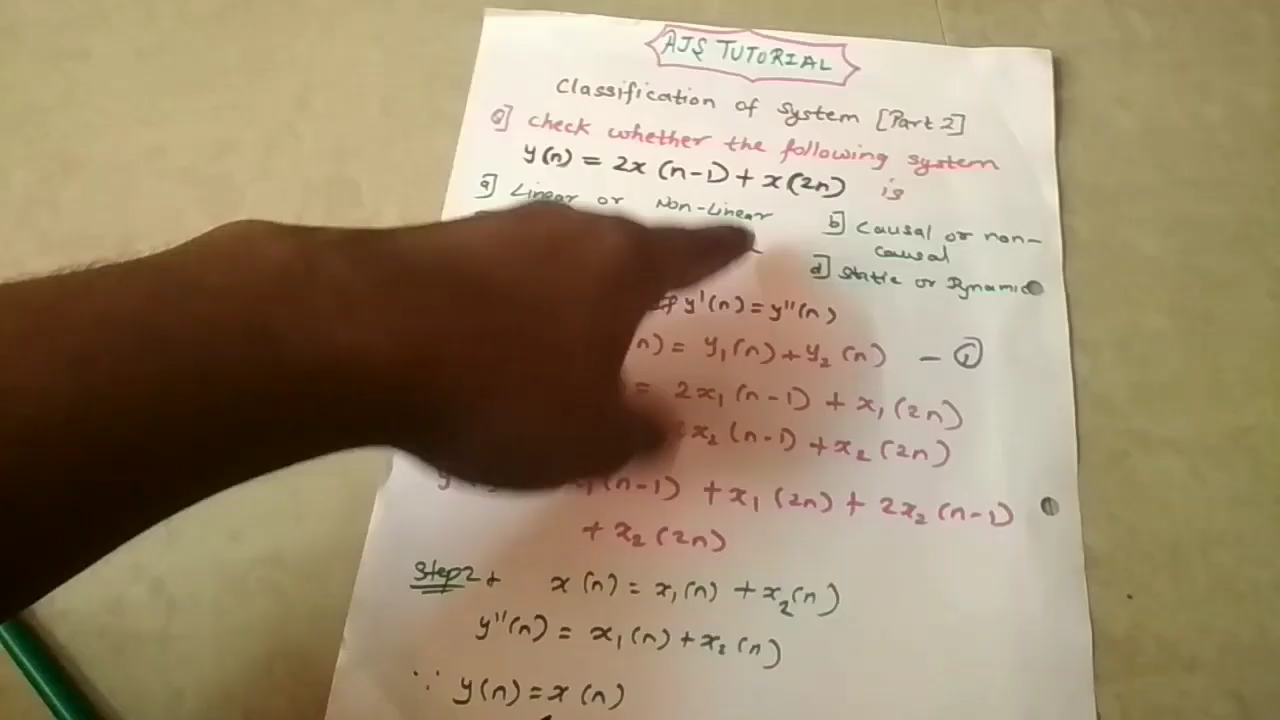 AJS TUTORIAL
Classification of System [Part 2]
Q] check whether the following system
y(n) = 2x(n-1) + x(2n) is
a] Linear or Non-Linear
b] Causal or non-
causal
d] Static or Dynamic
If y'(n) = y''(n)
n) = y₁(n) + y₂(n) - ①
= 2x₁(n-1) + x₁(2n)
x₂(n-1) + x₂(2n)
(n-1) + x₁(2n) + 2x₂(n-1)
+ x₂(2n)
Step2 x(n) = x₁(n) + x₂(n)
y''(n) = x₁(n) + x₂(n)
∵ y(n) = x(n)